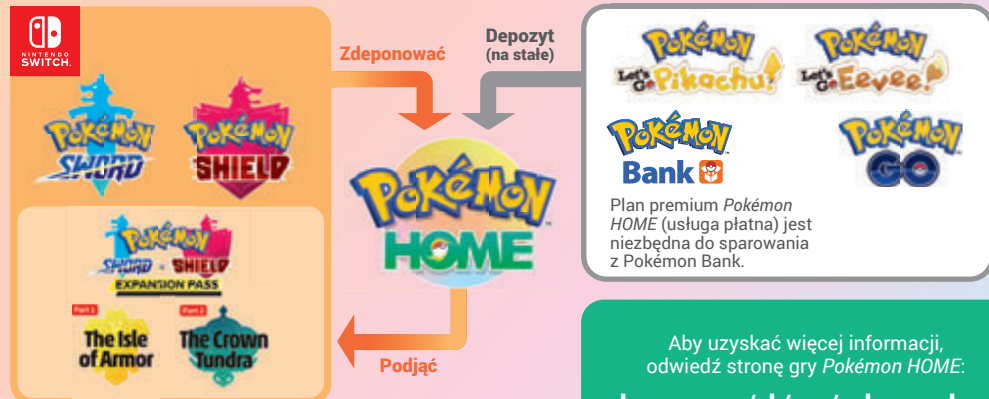 NINTENDO
SWITCH
POKÉMON
SWORD
POKÉMON
SHIELD
POKÉMON
SWORD SHIELD
EXPANSION PASS
Part 1
The Isle
of Armor
Part 2
The Crown
Tundra
Zdeponować
Depozyt
(na stałe)
POKÉMON
HOME
Podjąć
POKÉMON
Let's Go Pikachu!
POKÉMON
Let's Go Eevee!
POKÉMON
Bank
POKÉMON
GO
Plan premium Pokémon
HOME (usługa płatna) jest
niezbędna do sparowania
z Pokémon Bank.
Aby uzyskać więcej informacji,
odwiedź stronę gry Pokémon HOME: